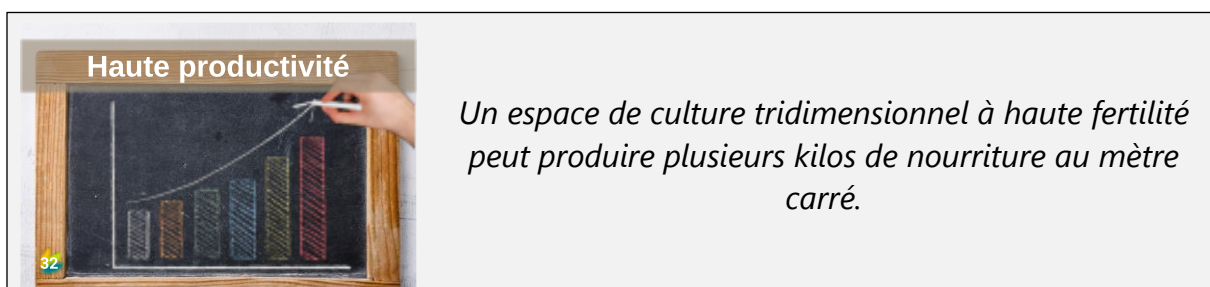 Haute productivité
Un espace de culture tridimensionnel à haute fertilité
peut produire plusieurs kilos de nourriture au mètre
carré.
32